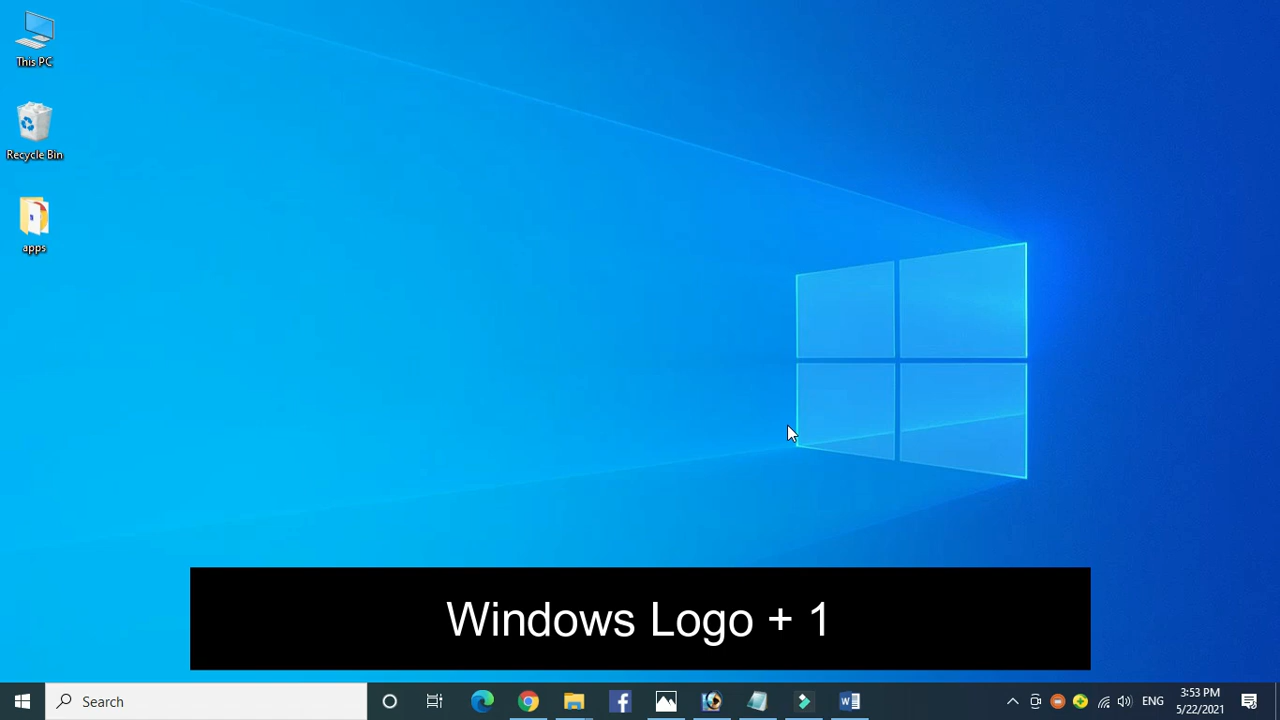 This PC
Recycle Bin
apps
Windows Logo + 1
Search
ENG
3:53 PM
5/22/2021